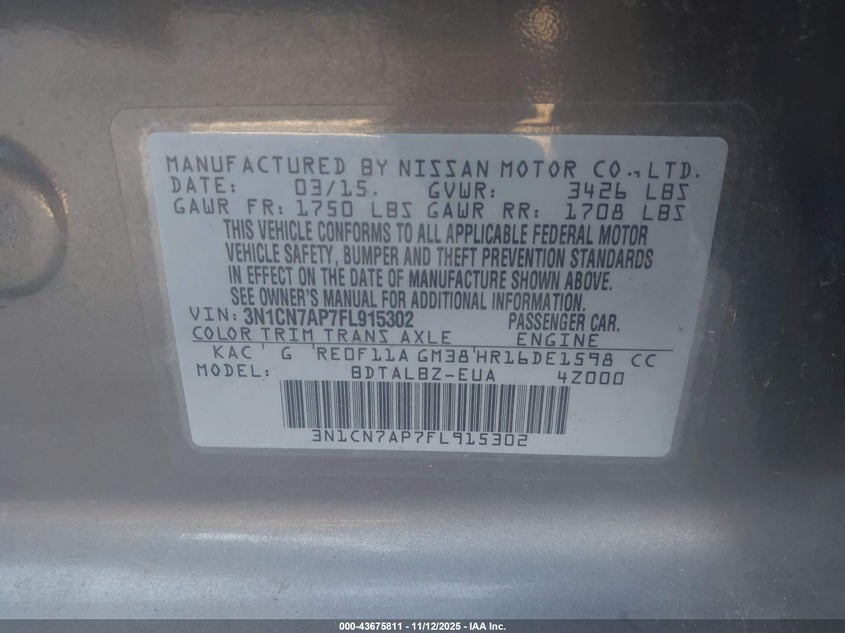 MANUFACTURED BY NISSAN MOTOR CO., LTD.
DATE: 03/15. GVWR: 3426 LBS
GAWR FR: 1750 LBS GAWR RR: 1708 LBS
THIS VEHICLE CONFORMS TO ALL APPLICABLE FEDERAL MOTOR
VEHICLE SAFETY, BUMPER AND THEFT PREVENTION STANDARDS
IN EFFECT ON THE DATE OF MANUFACTURE SHOWN ABOVE.
SEE OWNER'S MANUAL FOR ADDITIONAL INFORMATION.
VIN: 3N1CN7AP7FL915302 PASSENGER CAR.
COLOR TRIM TRANS AXLE ENGINE
KAC G RE0F11A GM38 HR16DE1598 CC
MODEL: BDTALBZ-EUA 4Z000
3N1CN7AP7FL915302
000-43675811 - 11/12/2025 - IAA Inc.